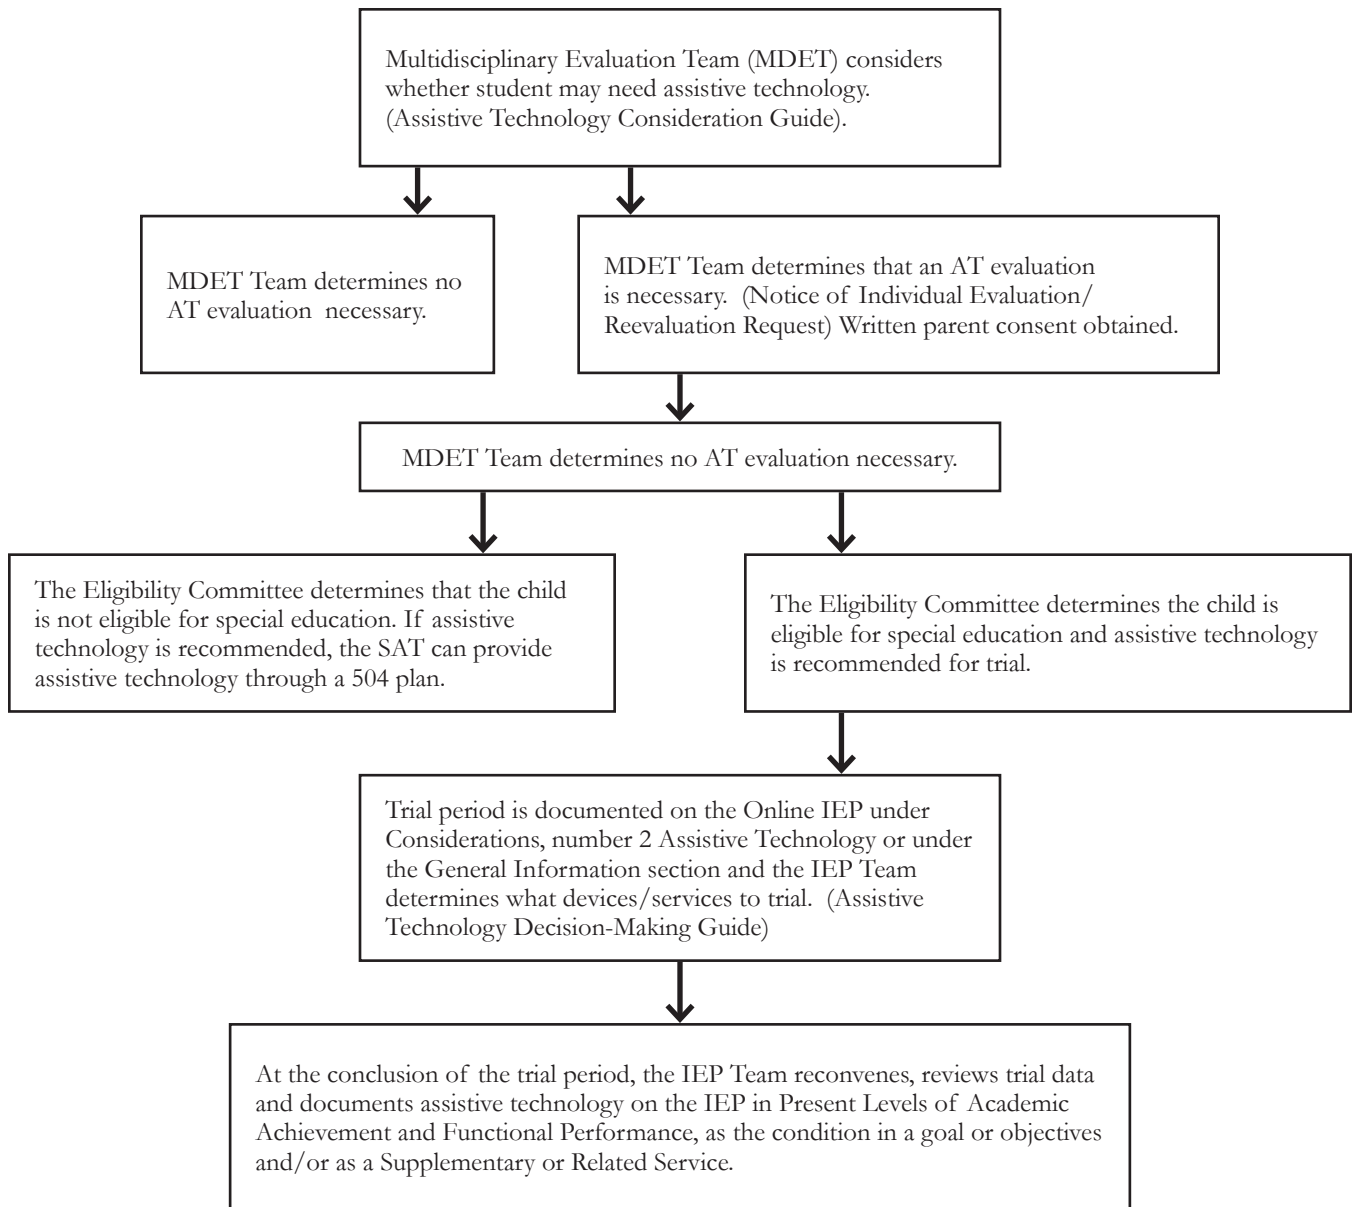 Multidisciplinary Evaluation Team (MDET) considers
whether student may need assistive technology.
(Assistive Technology Consideration Guide).
MDET Team determines no
AT evaluation necessary.
MDET Team determines that an AT evaluation
is necessary. (Notice of Individual Evaluation/
Reevaluation Request) Written parent consent obtained.
MDET Team determines no AT evaluation necessary.
The Eligibility Committee determines that the child
is not eligible for special education. If assistive
technology is recommended, the SAT can provide
assistive technology through a 504 plan.
The Eligibility Committee determines the child is
eligible for special education and assistive technology
is recommended for trial.
Trial period is documented on the Online IEP under
Considerations, number 2 Assistive Technology or under
the General Information section and the IEP Team
determines what devices/services to trial. (Assistive
Technology Decision-Making Guide)
At the conclusion of the trial period, the IEP Team reconvenes, reviews trial data
and documents assistive technology on the IEP in Present Levels of Academic
Achievement and Functional Performance, as the condition in a goal or objectives
and/or as a Supplementary or Related Service.